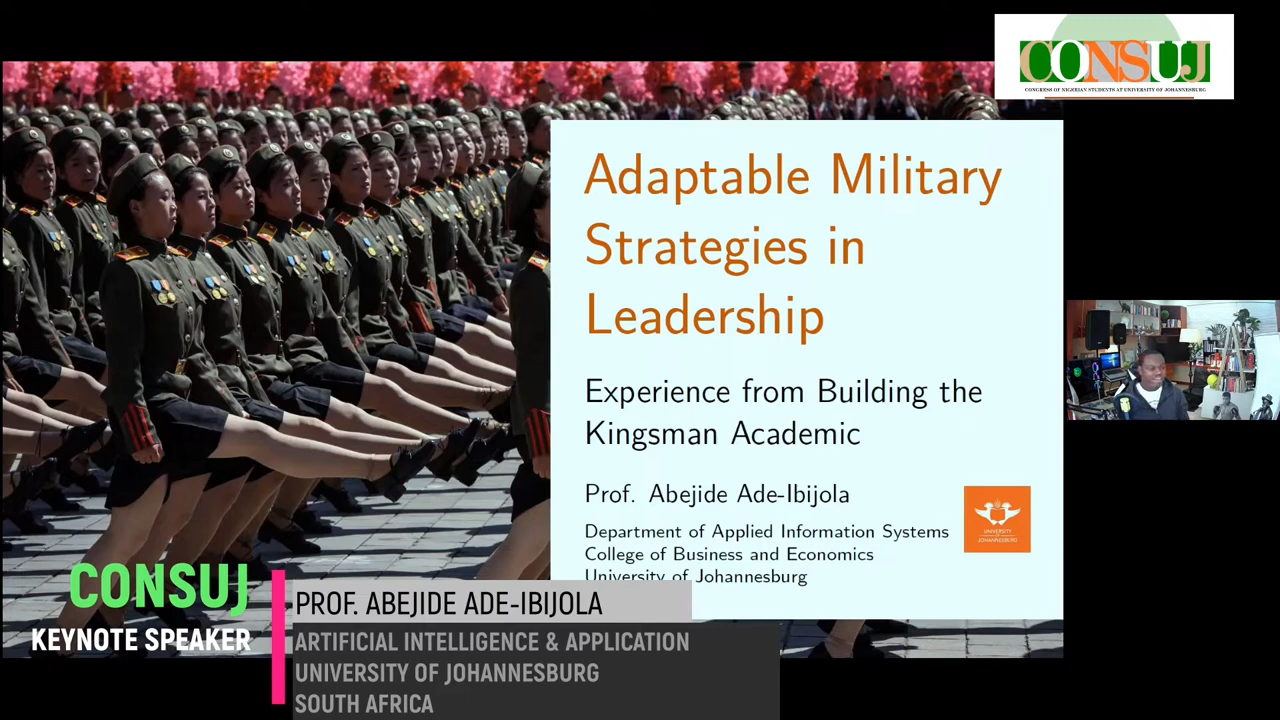 CONSUJ
CONGRESS OF NIGERIAN STUDENTS AT UNIVERSITY OF JOHANNESBURG
Adaptable Military
Strategies in
Leadership
Experience from Building the
Kingsman Academic
Prof. Abejide Ade-Ibijola
Department of Applied Information Systems
College of Business and Economics
University of Johannesburg
UNIVERSITY
OF
JOHANNESBURG
CONSUJ
KEYNOTE SPEAKER
PROF. ABEJIDE ADE-IBIJOLA
ARTIFICIAL INTELLIGENCE & APPLICATION
UNIVERSITY OF JOHANNESBURG
SOUTH AFRICA